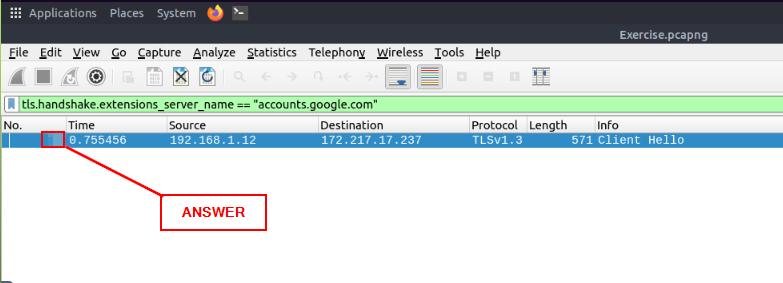 Applications Places System
Exercise.pcapng
File Edit View Go Capture Analyze Statistics Telephony Wireless Tools Help
tls.handshake.extensions_server_name == "accounts.google.com"
No. Time Source Destination Protocol Length Info
0.755456 192.168.1.12 172.217.17.237 TLSv1.3 571 Client Hello
ANSWER